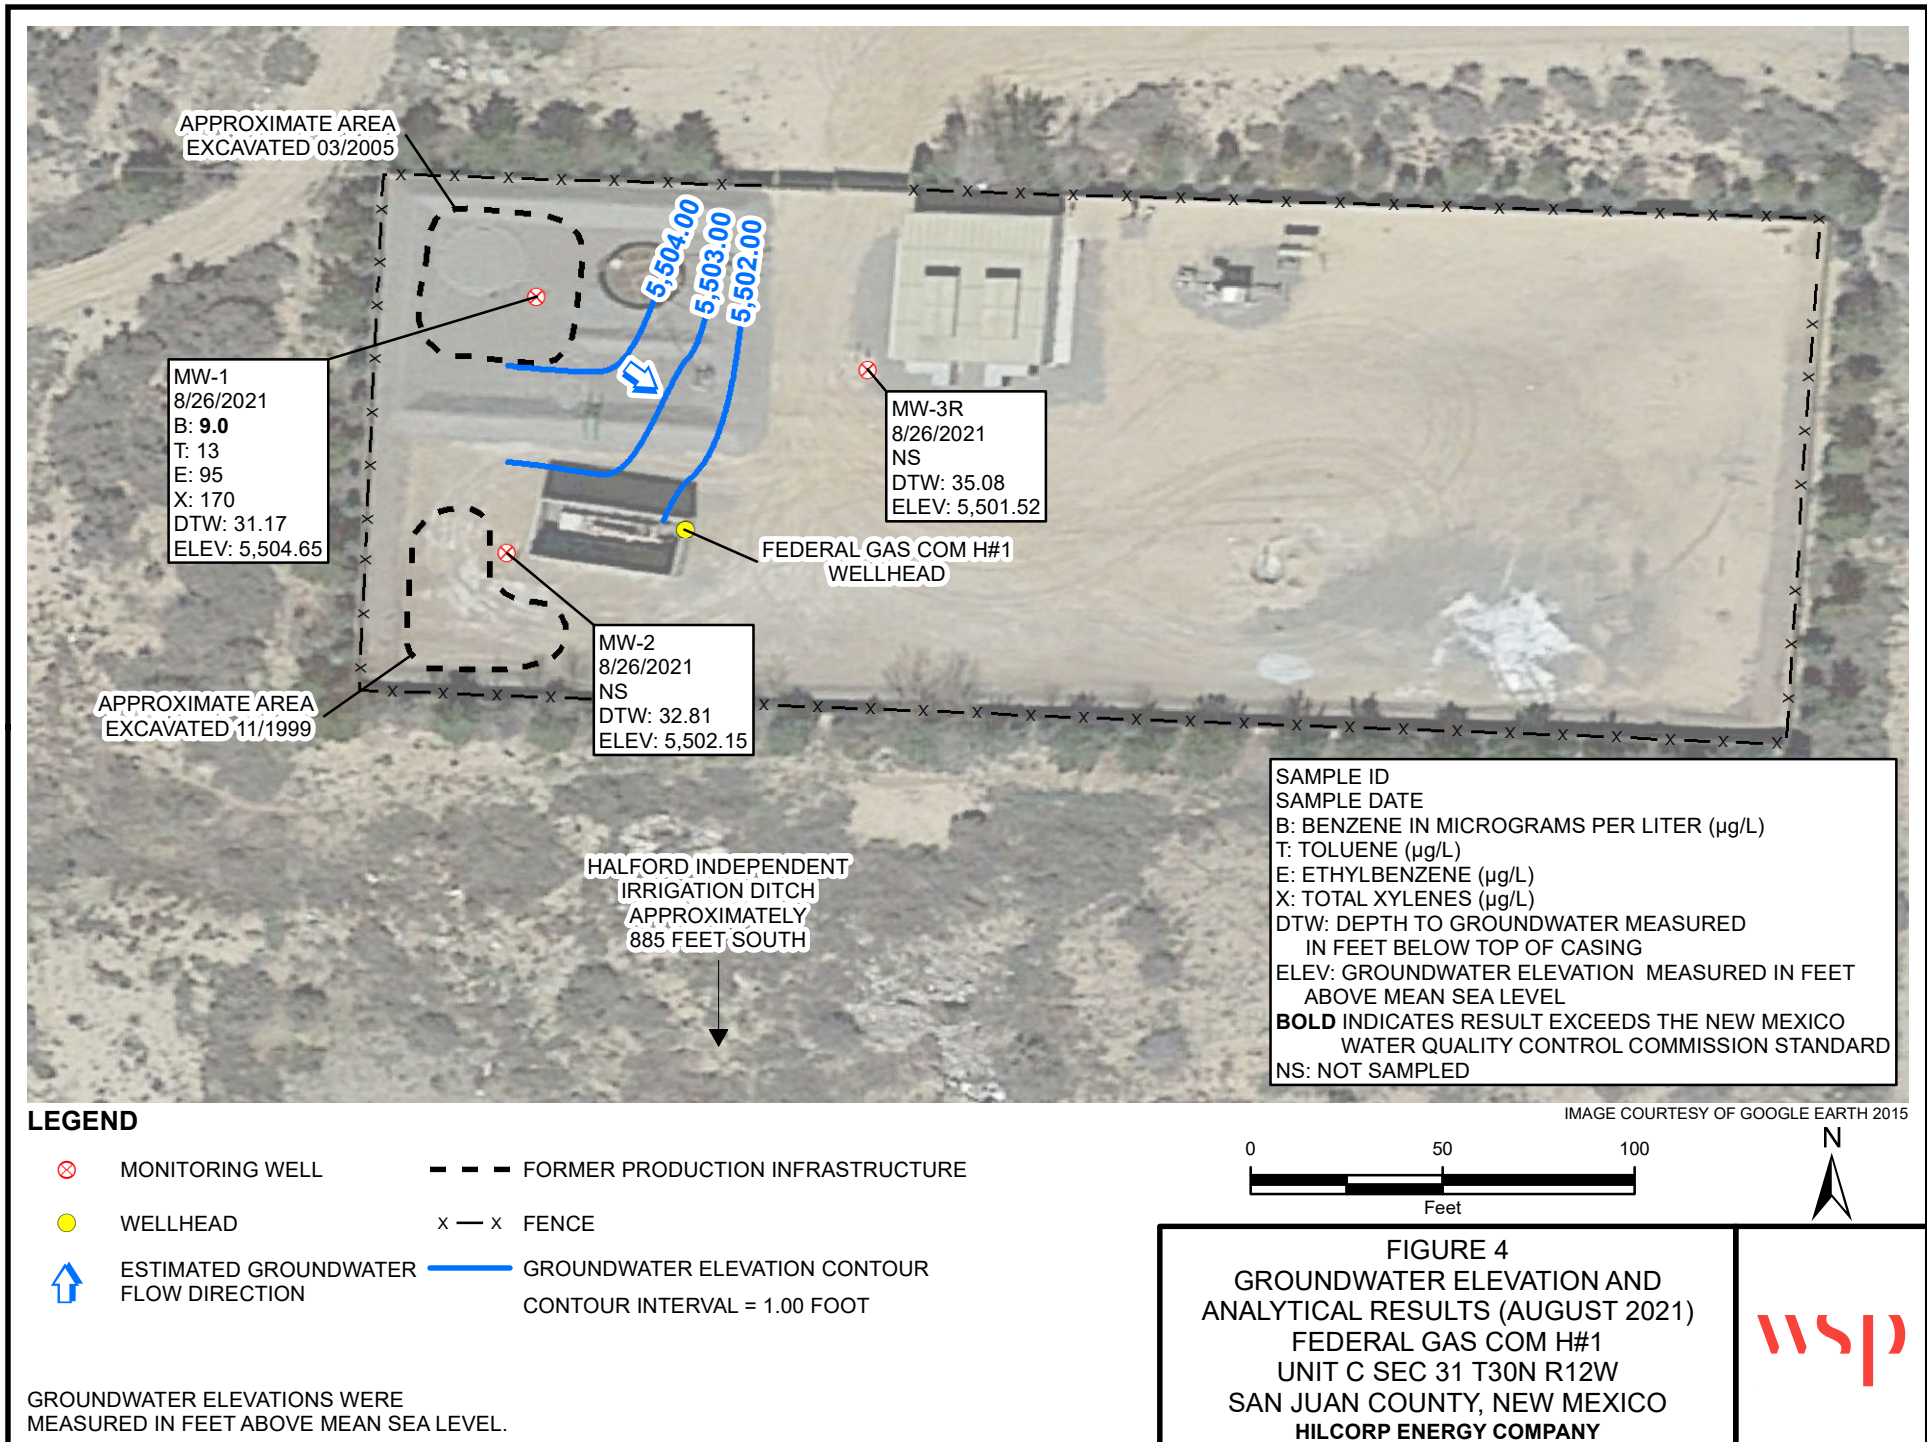 APPROXIMATE AREA
EXCAVATED 03/2005
5,504.00
5,503.00
5,502.00
MW-1
8/26/2021
B: 9.0
T: 13
E: 95
X: 170
DTW: 31.17
ELEV: 5,504.65
MW-3R
8/26/2021
NS
DTW: 35.08
ELEV: 5,501.52
FEDERAL GAS COM H#1
WELLHEAD
MW-2
8/26/2021
NS
DTW: 32.81
ELEV: 5,502.15
APPROXIMATE AREA
EXCAVATED 11/1999
HALFORD INDEPENDENT
IRRIGATION DITCH
APPROXIMATELY
885 FEET SOUTH
SAMPLE ID
SAMPLE DATE
B: BENZENE IN MICROGRAMS PER LITER (µg/L)
T: TOLUENE (µg/L)
E: ETHYLBENZENE (µg/L)
X: TOTAL XYLENES (µg/L)
DTW: DEPTH TO GROUNDWATER MEASURED
IN FEET BELOW TOP OF CASING
ELEV: GROUNDWATER ELEVATION MEASURED IN FEET
ABOVE MEAN SEA LEVEL
BOLD INDICATES RESULT EXCEEDS THE NEW MEXICO
WATER QUALITY CONTROL COMMISSION STANDARD
NS: NOT SAMPLED
IMAGE COURTESY OF GOOGLE EARTH 2015
LEGEND
MONITORING WELL
FORMER PRODUCTION INFRASTRUCTURE
WELLHEAD
X — X FENCE
ESTIMATED GROUNDWATER
FLOW DIRECTION
GROUNDWATER ELEVATION CONTOUR
CONTOUR INTERVAL = 1.00 FOOT
0 50 100
Feet
N
FIGURE 4
GROUNDWATER ELEVATION AND
ANALYTICAL RESULTS (AUGUST 2021)
FEDERAL GAS COM H#1
UNIT C SEC 31 T30N R12W
SAN JUAN COUNTY, NEW MEXICO
HILCORP ENERGY COMPANY
wsp
GROUNDWATER ELEVATIONS WERE
MEASURED IN FEET ABOVE MEAN SEA LEVEL.